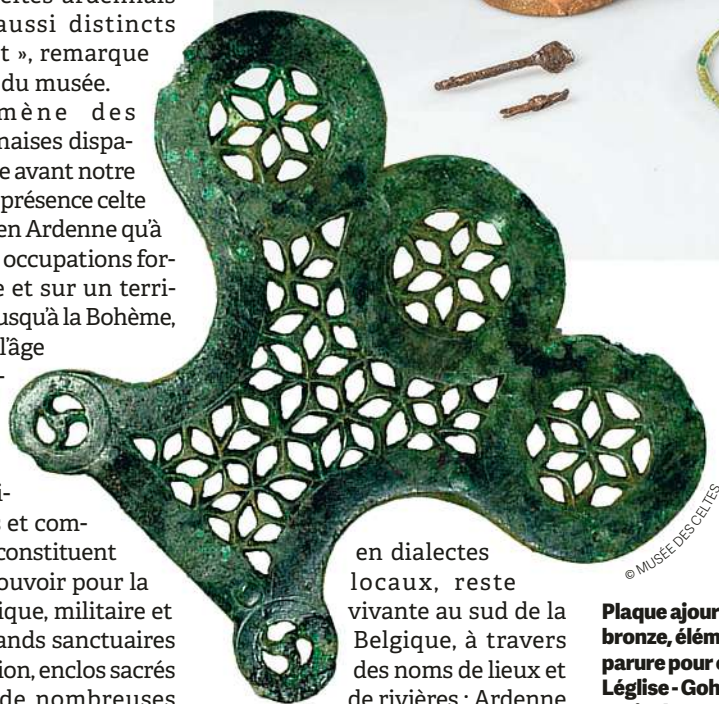 aussi distincts
t », remarque
du musée.
mène des
naises dispa-
e avant notre
présence celte
en Ardenne qu'à
occupations for-
e et sur un terri-
usqu'à la Bohème,
l'âge
-
i-
s et com-
constituent
ouvoir pour la
ique, militaire et
ands sanctuaires
ion, enclos sacrés
de nombreuses
en dialectes
locaux, reste
vivante au sud de la
Belgique, à travers
des noms de lieux et
de rivières : Ardenne
© MUSÉE DES CELTES
Plaque ajour
bronze, élém
parure pour
Léglise - Goh